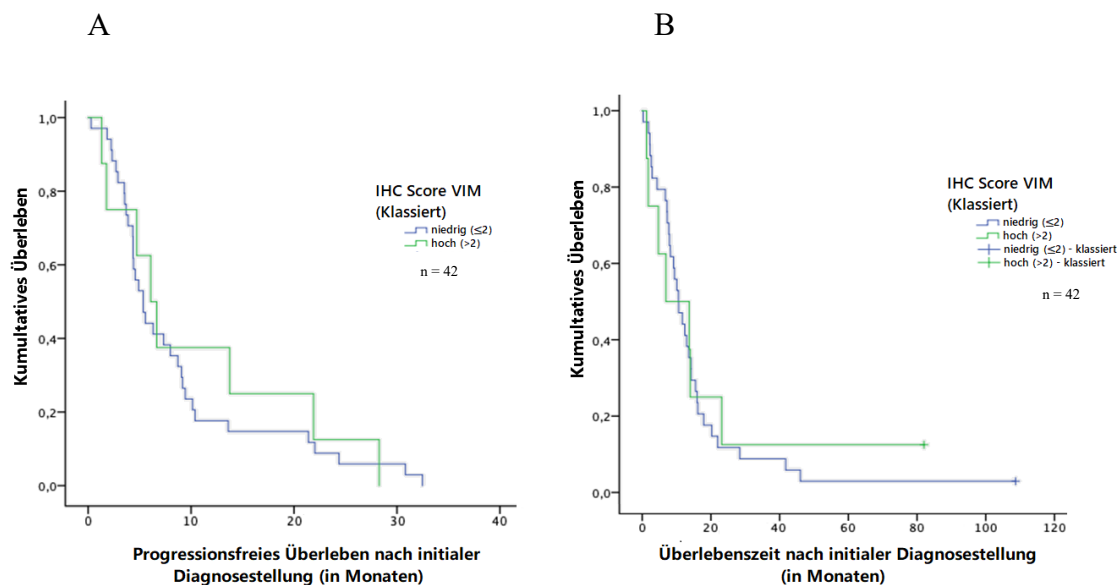 A
B
IHC Score VIM
(Klassiert)
niedrig (≤2)
hoch (>2)
n = 42
Kumultatives Überleben
1,0
0,8
0,6
0,4
0,2
0,0
0
10
20
30
40
Progressionsfreies Überleben nach initialer
Diagnosestellung (in Monaten)
IHC Score VIM
(Klassiert)
niedrig (≤2)
hoch (>2)
niedrig (≤2) - klassiert
hoch (>2) - klassiert
n = 42
Kumultatives Überleben
1,0
0,8
0,6
0,4
0,2
0,0
0
20
40
60
80
100
120
Überlebenszeit nach initialer Diagnosestellung
(in Monaten)